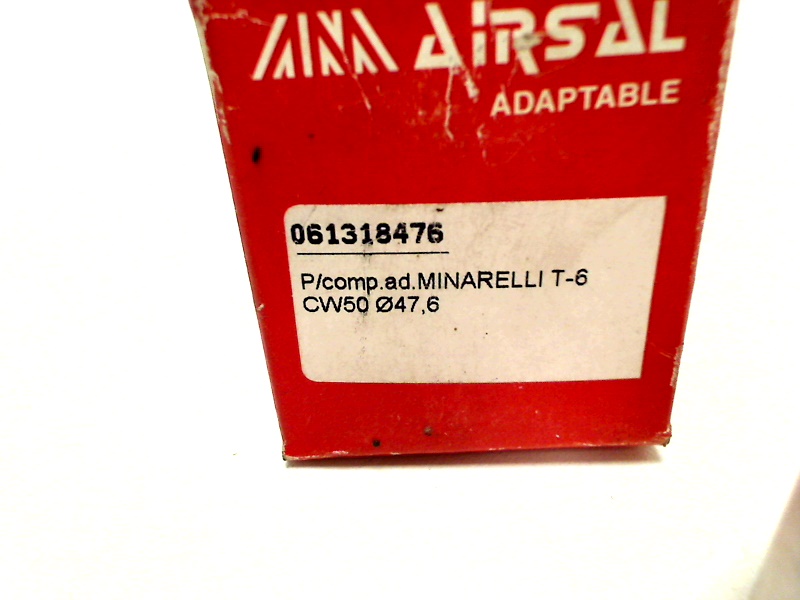 AIRSAL
ADAPTABLE
061318476
P/comp.ad.MINARELLI T-6
CW50 Ø47,6